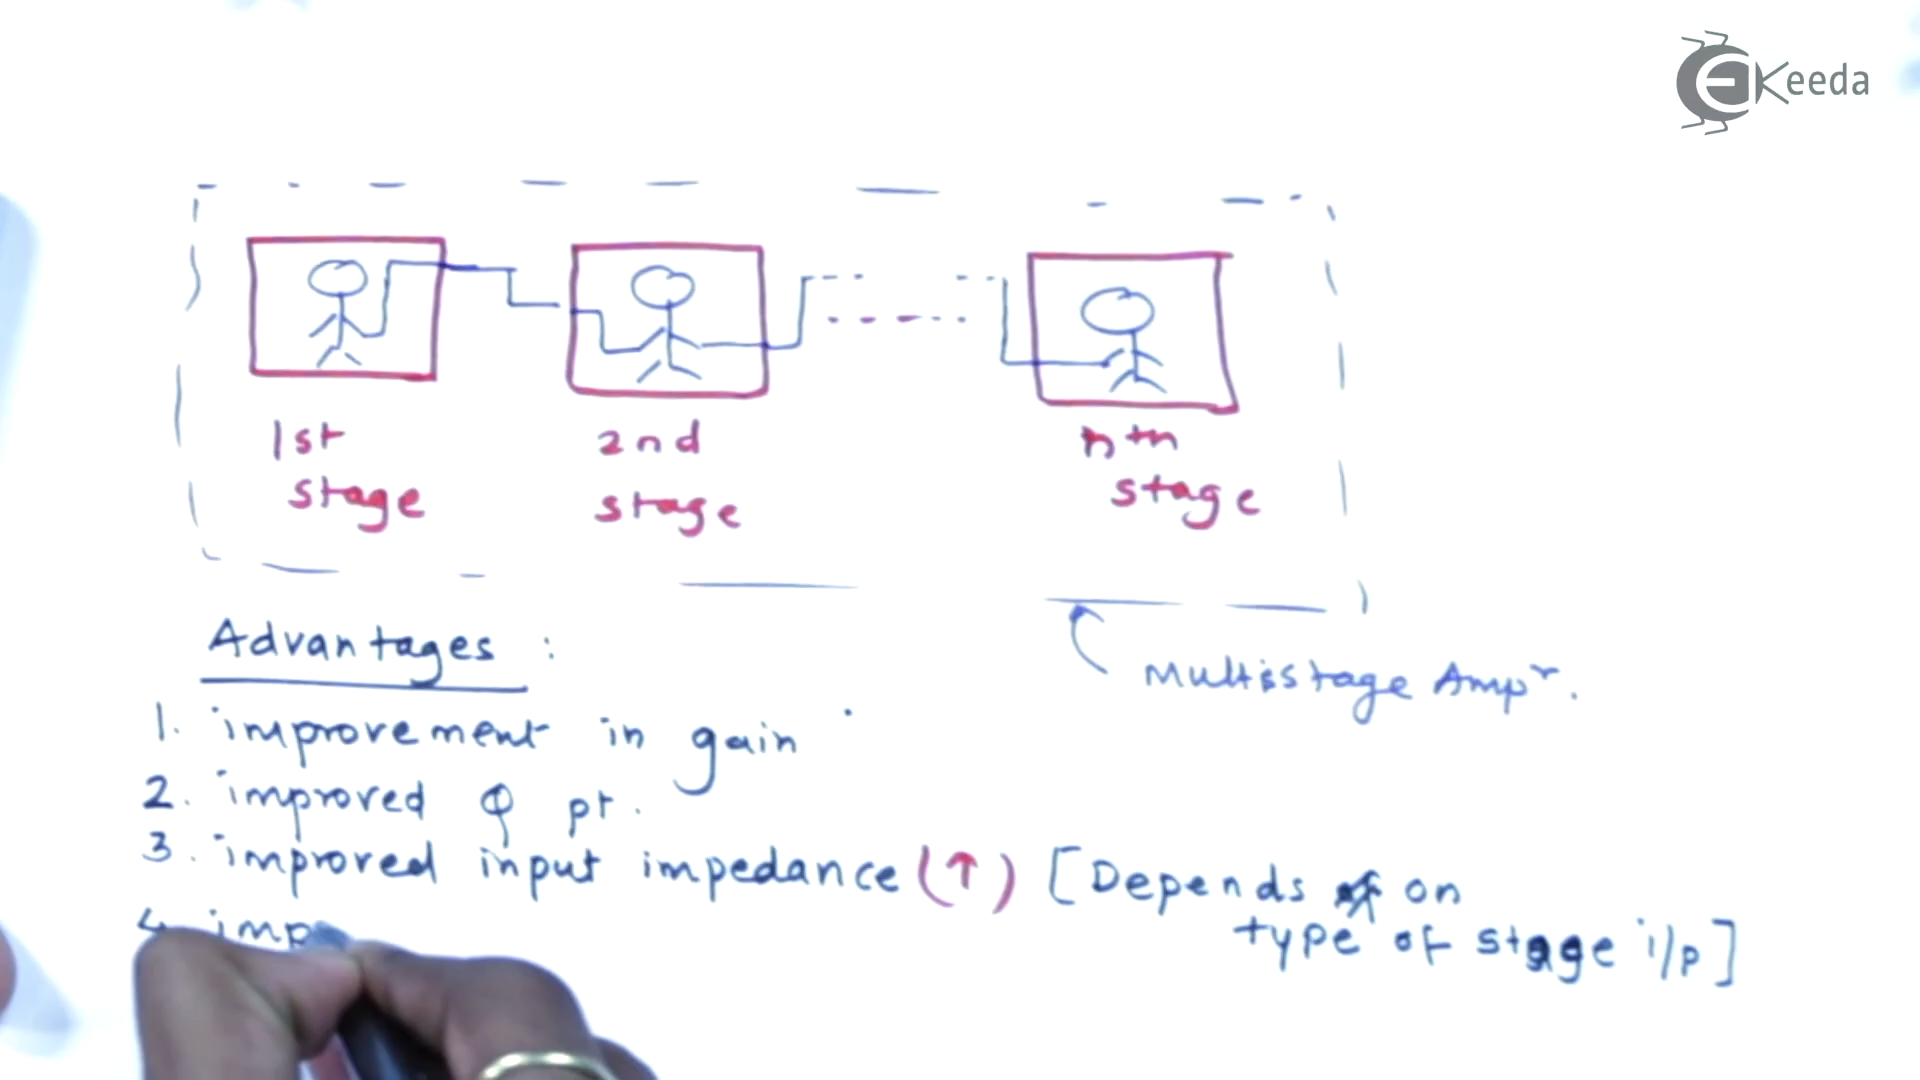 EKeeda
1st
stage
2nd
stage
nth
stage
Advantages :
Multistage Ampr.
1. improvement in gain
2. improved Q pt.
3. improved input impedance (↑) [Depends on
type of stage i/p]
4. imp